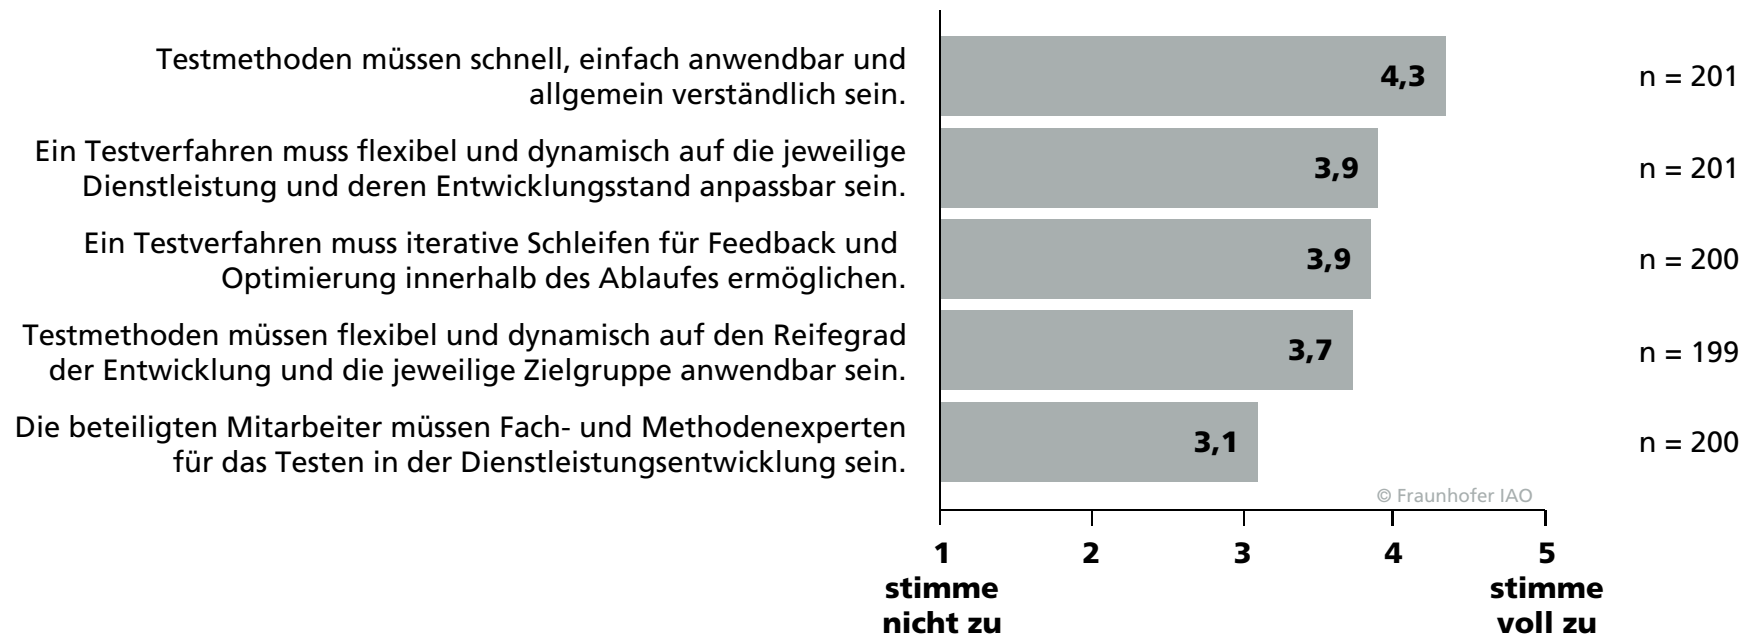 Testmethoden müssen schnell, einfach anwendbar und
allgemein verständlich sein.
4,3
n = 201
Ein Testverfahren muss flexibel und dynamisch auf die jeweilige
Dienstleistung und deren Entwicklungsstand anpassbar sein.
3,9
n = 201
Ein Testverfahren muss iterative Schleifen für Feedback und
Optimierung innerhalb des Ablaufes ermöglichen.
3,9
n = 200
Testmethoden müssen flexibel und dynamisch auf den Reifegrad
der Entwicklung und die jeweilige Zielgruppe anwendbar sein.
3,7
n = 199
Die beteiligten Mitarbeiter müssen Fach- und Methodenexperten
für das Testen in der Dienstleistungsentwicklung sein.
3,1
n = 200
© Fraunhofer IAO
1 2 3 4 5
stimme nicht zu
stimme voll zu